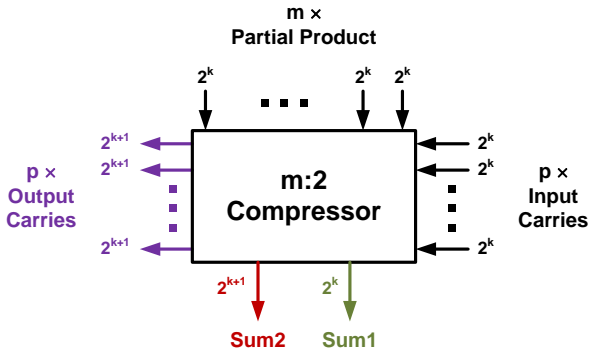 m ×
Partial Product
2^k 2^k 2^k
2^{k+1} 2^k
2^{k+1} 2^k
p ×
Output
Carries
m:2
Compressor
p ×
Input
Carries
2^{k+1} 2^k
2^{k+1} 2^k
Sum2 Sum1